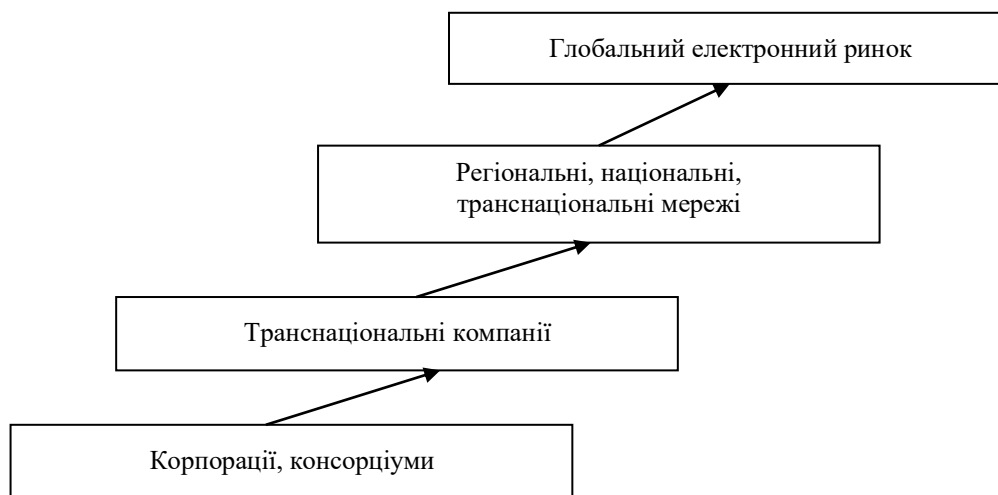 Глобальний електронний ринок
Регіональні, національні,
транснаціональні мережі
Транснаціональні компанії
Корпорації, консорціуми